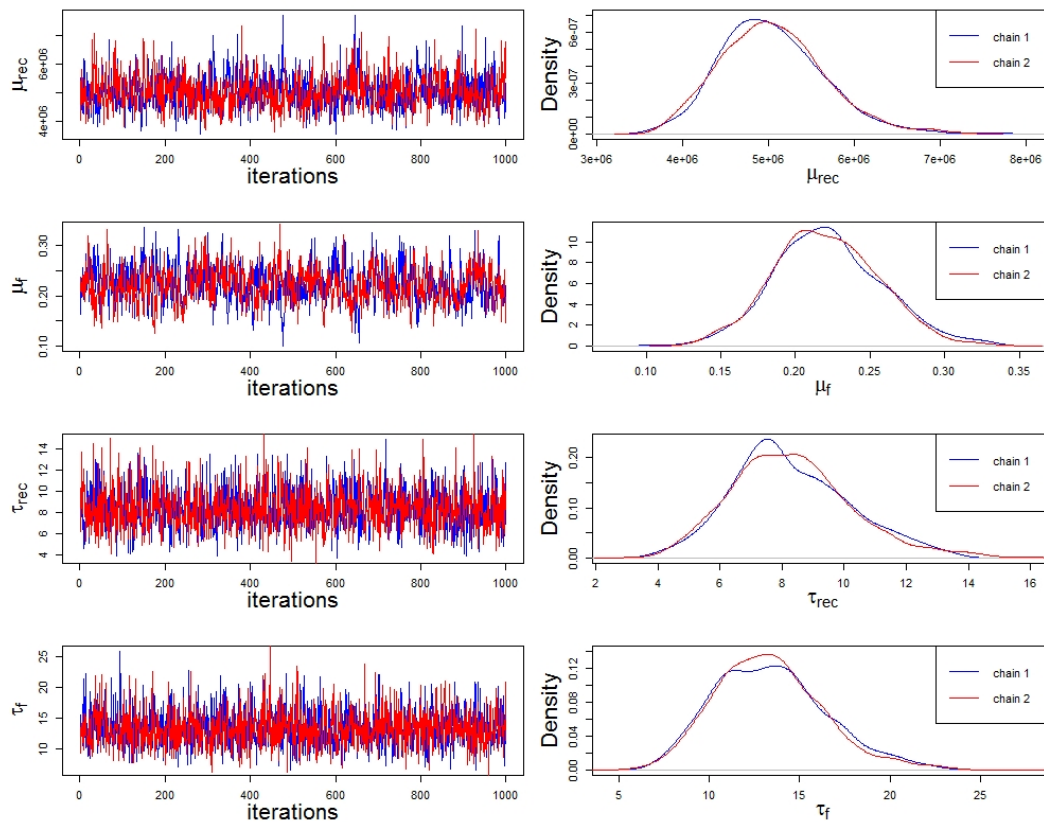 μrec
4e+06 6e+06
0 200 400 600 800 1000
iterations
Density
0e+00 3e-07 6e-07
3e+06 4e+06 5e+06 6e+06 7e+06 8e+06
μrec
chain 1
chain 2
μf
0.10 0.20 0.30
0 200 400 600 800 1000
iterations
Density
0 2 4 6 8 10
0.10 0.15 0.20 0.25 0.30 0.35
μf
chain 1
chain 2
τrec
4 6 8 10 12 14
0 200 400 600 800 1000
iterations
Density
0.00 0.10 0.20
2 4 6 8 10 12 14 16
τrec
chain 1
chain 2
τf
10 15 20 25
0 200 400 600 800 1000
iterations
Density
0.00 0.04 0.08 0.12
5 10 15 20 25
τf
chain 1
chain 2